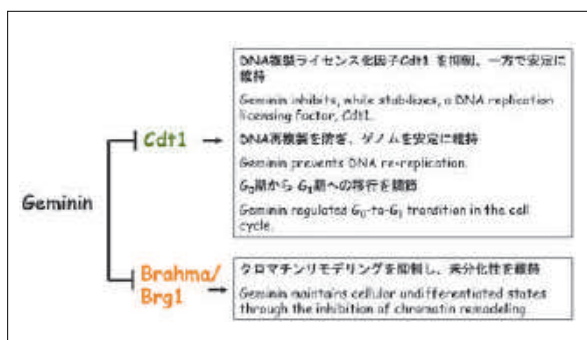 Geminin
Cdt1
DNA複製ライセンス化因子Cdt1 を抑制、一方で安定に
維持
Geminin inhibits, while stabilizes, a DNA replication
licensing factor, Cdt1.
DNA再複製を防ぎ、ゲノムを安定に維持
Geminin prevents DNA re-replication.
G₀期から G₁期への移行を調節
Geminin regulates G₀-to-G₁ transition in the cell
cycle.
Brahma/
Brg1
クロマチンリモデリングを抑制し、未分化性を維持
Geminin maintains cellular undifferentiated states
through the inhibition of chromatin remodeling.